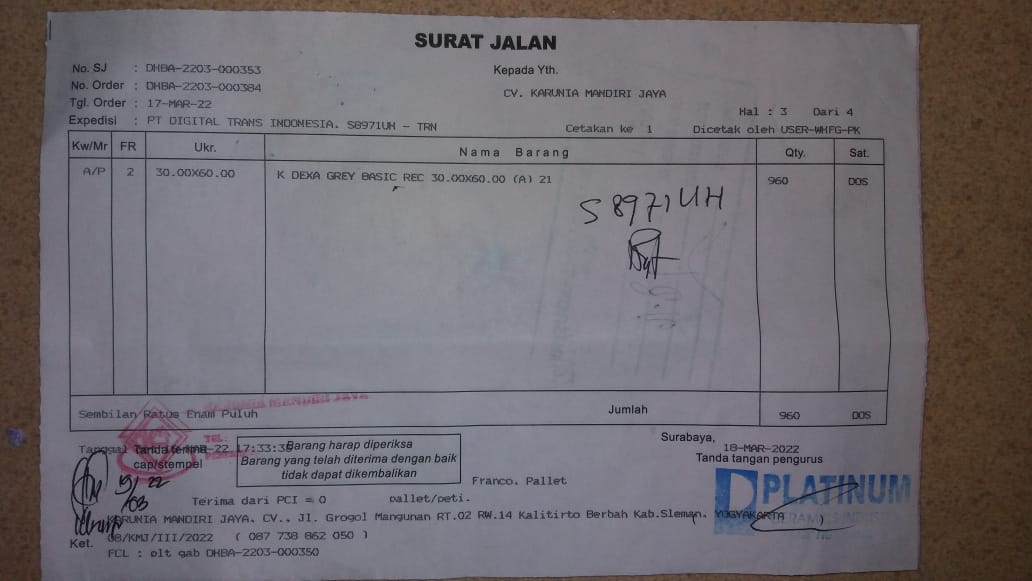 SURAT JALAN
No. SJ : DHBA-2203-000353
Kepada Yth.
No. Order : DHBA-2203-000384
CV. KARUNIA MANDIRI JAYA
Tgl. Order : 17-MAR-22
Hal : 3 Dari 4
Expedisi : PT DIGITAL TRANS INDONESIA. S8971UH - TRN
Cetakan ke 1 Dicetak oleh USER-WHFG-PK
Kw/Mr FR Ukr. Nama Barang Qty. Sat.
A/P 2 30.00X60.00 K DEXA GREY BASIC REC 30.00X60.00 (A) 21 960 DOS
S 8971 UH
Sembilan Ratus Enam Puluh Jumlah 960 DOS
MANDIRI JAYA
TEL.
Surabaya,
18-MAR-2022
Tanggal 17:33:35
Tanda terima
cap/stempel
Barang harap diperiksa
Barang yang telah diterima dengan baik
tidak dapat dikembalikan
Tanda tangan pengurus
Franco. Pallet
19/03 22
PLATINUM
Terima dari PCI = 0 pallet/peti.
KARUNIA MANDIRI JAYA. CV., Jl. Grogol Mangunan RT.02 RW.14 Kalitirto Berbah Kab.Sleman. YOGYAKARTA )
08/KMJ/III/2022 ( 087 738 862 050 )
Ket.
FCL : plt gab DHBA-2203-000350